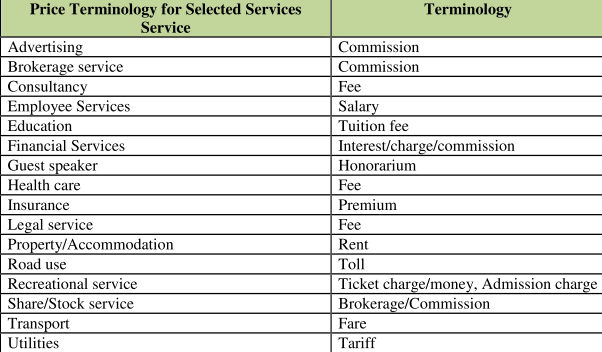 Price Terminology for Selected Services Terminology
Service
Advertising Commission
Brokerage service Commission
Consultancy Fee
Employee Services Salary
Education Tuition fee
Financial Services Interest/charge/commission
Guest speaker Honorarium
Health care Fee
Insurance Premium
Legal service Fee
Property/Accommodation Rent
Road use Toll
Recreational service Ticket charge/money, Admission charge
Share/Stock service Brokerage/Commission
Transport Fare
Utilities Tariff